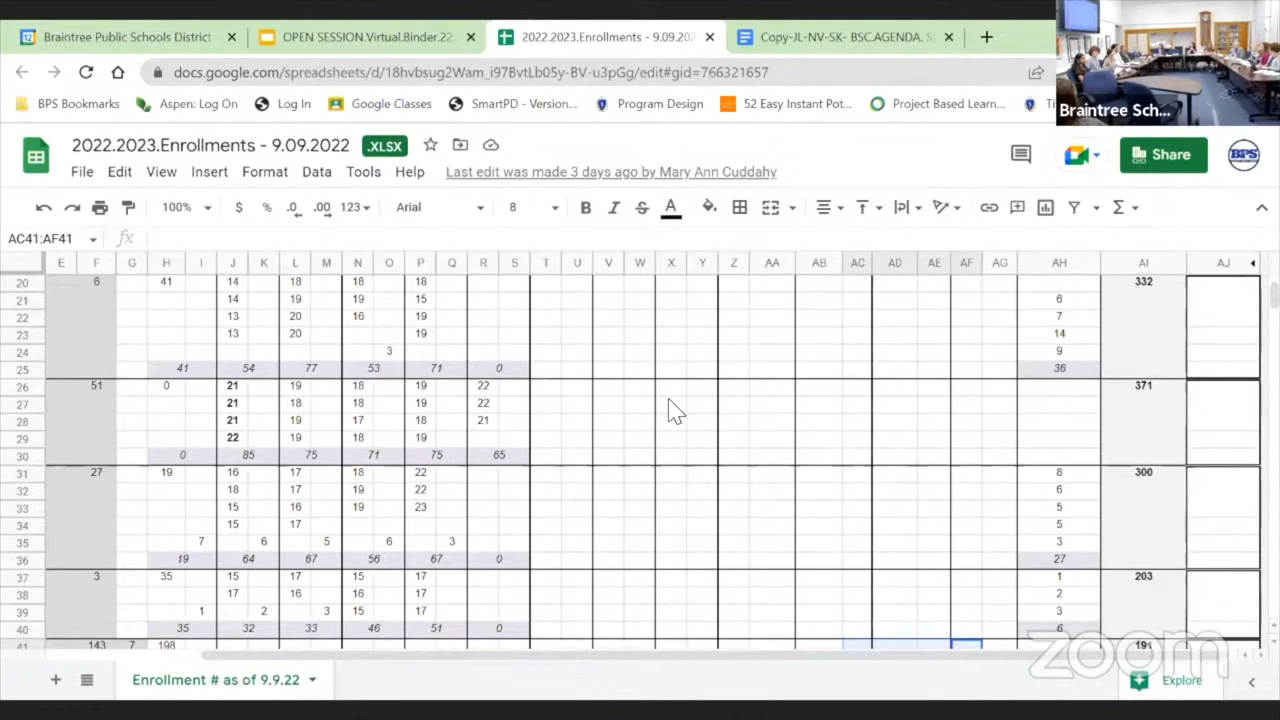 Braintree Public Schools District
OPEN SESSION.Virtual.Binder.22
2022.2023.Enrollments - 9.09.202
Copy-JL-NV-SK- BSC.AGENDA. S
docs.google.com/spreadsheets/d/18hvbsug2Wam_i97BvtLb05y-BV-u3pGg/edit#gid=766321657
BPS Bookmarks Aspen: Log On Log In Google Classes SmartPD - Version... Program Design 52 Easy Instant Pot... Project Based Learn...
Braintree Sch...
2022.2023.Enrollments - 9.09.2022 .XLSX
Share
BPS
File Edit View Insert Format Data Tools Help Last edit was made 3 days ago by Mary Ann Cuddahy
100% $ % .0 .00 123 Arial 8 B I S A
AC41:AF41 fx
E F G H I J K L M N O P Q R S T U V W X Y Z AA AB AC AD AE AF AG AH AI AJ
20 6 41 14 18 18 18 332
21 14 19 19 15 6
22 13 20 16 19 7
23 13 20 19 14
24 3 9
25 41 54 77 53 71 0 36
26 51 0 21 19 18 19 22 371
27 21 18 18 19 22
28 21 19 17 18 21
29 22 19 18 19
30 0 85 75 71 75 65
31 27 19 16 17 18 22 8 300
32 18 17 19 22 6
33 15 17 19 23 5
34 15 17 5
35 7 6 5 6 3 3
36 19 64 67 56 67 0 27
37 3 35 15 17 15 17 1 203
38 17 16 16 17 2
39 1 2 3 15 17 3
40 35 32 33 46 51 0 6
41 143 7 198 191
zoom
Enrollment # as of 9.9.22
Explore